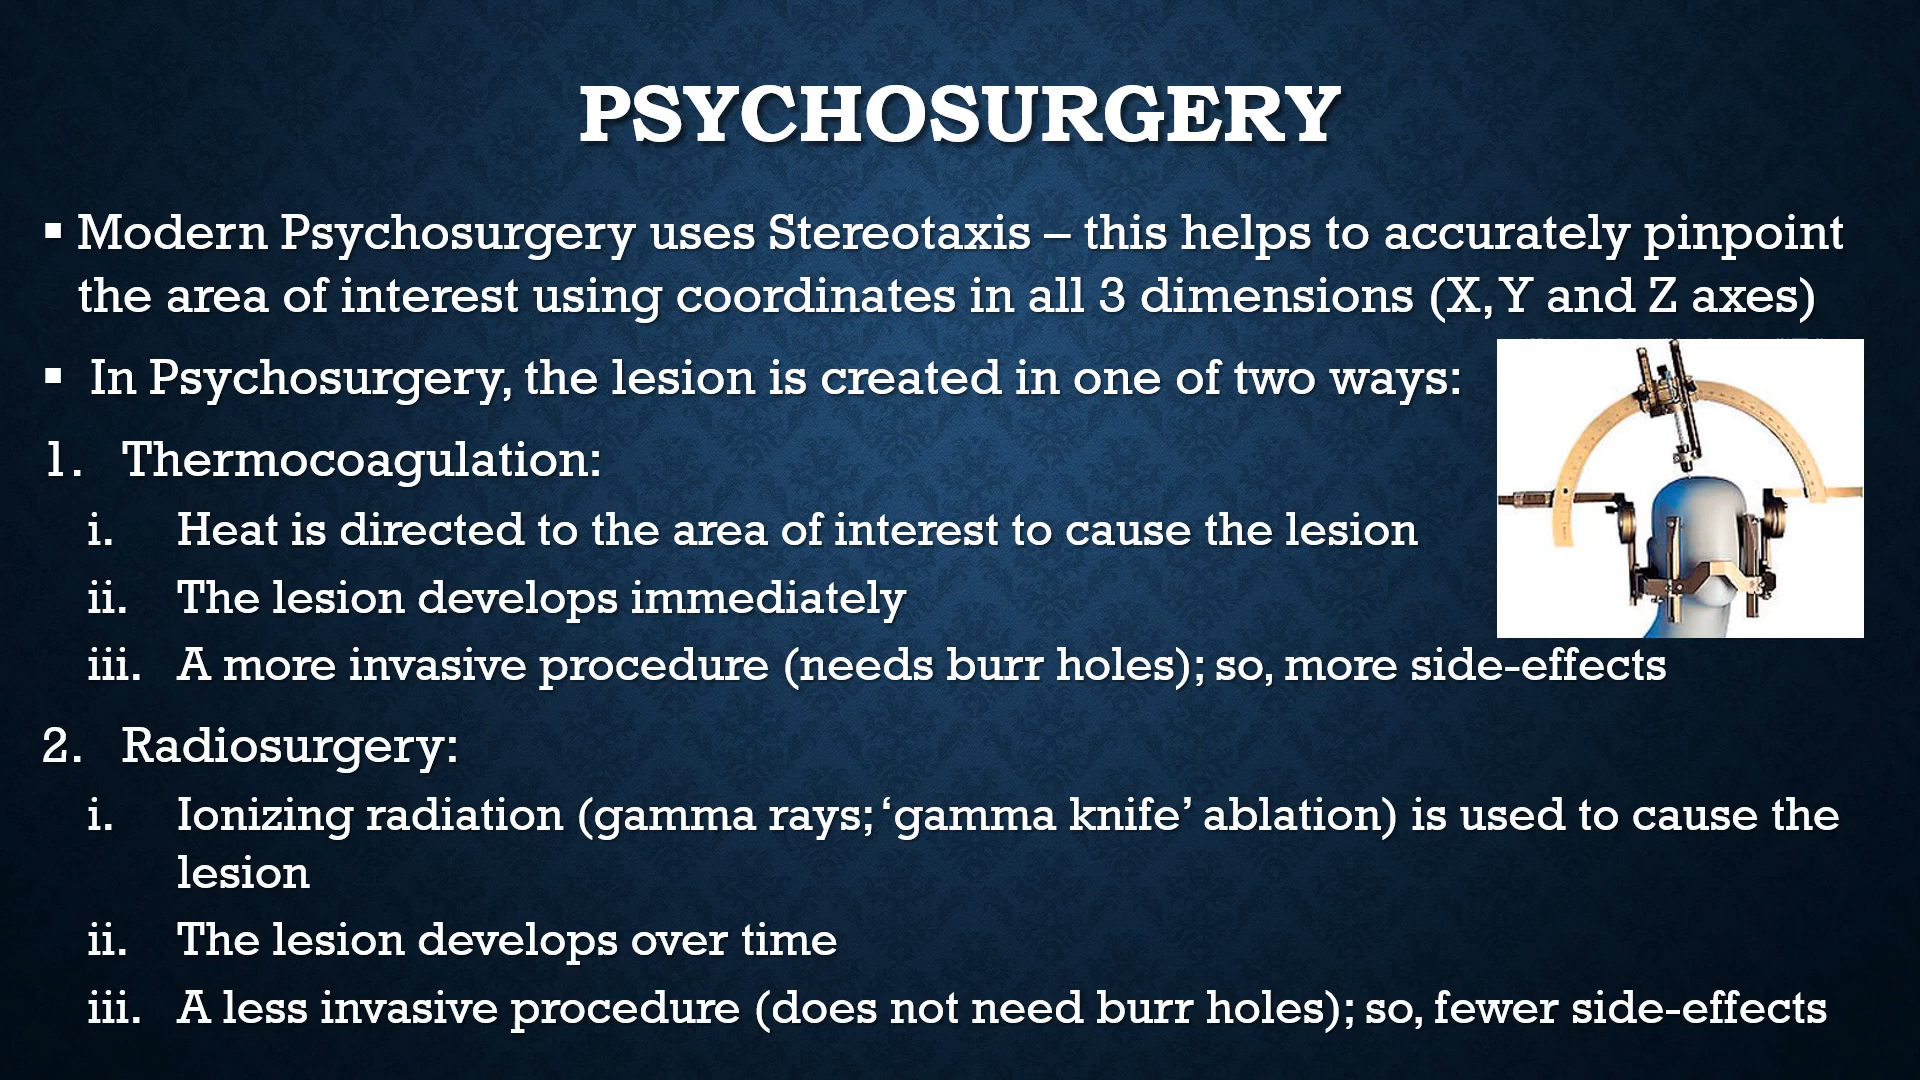 PSYCHOSURGERY
▪ Modern Psychosurgery uses Stereotaxis – this helps to accurately pinpoint
the area of interest using coordinates in all 3 dimensions (X, Y and Z axes)
▪ In Psychosurgery, the lesion is created in one of two ways:
1. Thermocoagulation:
i. Heat is directed to the area of interest to cause the lesion
ii. The lesion develops immediately
iii. A more invasive procedure (needs burr holes); so, more side-effects
2. Radiosurgery:
i. Ionizing radiation (gamma rays; ‘gamma knife’ ablation) is used to cause the
lesion
ii. The lesion develops over time
iii. A less invasive procedure (does not need burr holes); so, fewer side-effects